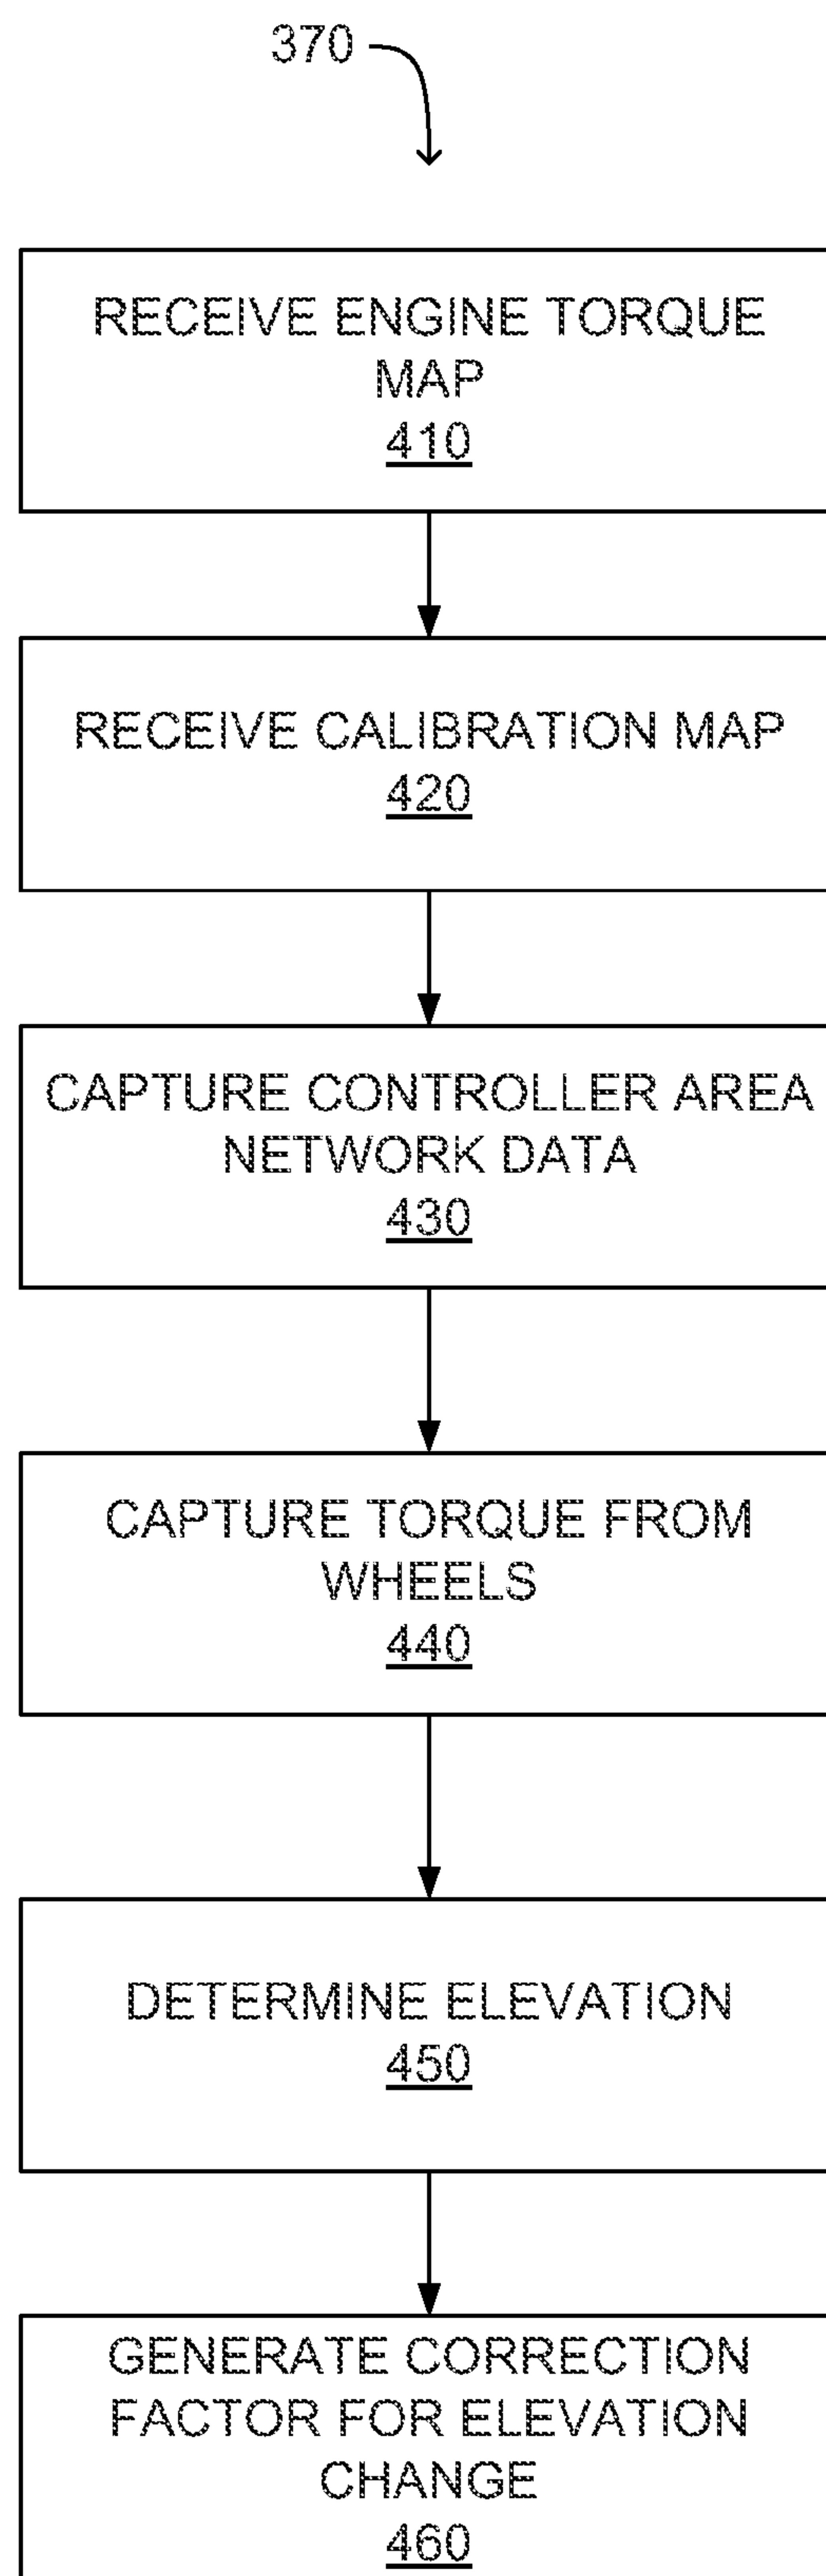 370
RECEIVE ENGINE TORQUE
MAP
410
RECEIVE CALIBRATION MAP
420
CAPTURE CONTROLLER AREA
NETWORK DATA
430
CAPTURE TORQUE FROM
WHEELS
440
DETERMINE ELEVATION
450
GENERATE CORRECTION
FACTOR FOR ELEVATION
CHANGE
460